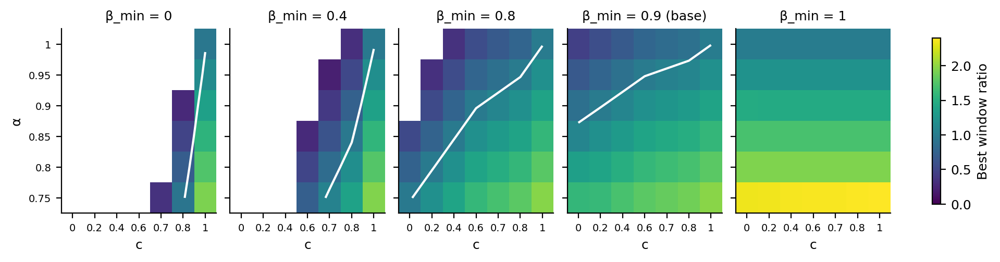 β_min = 0
β_min = 0.4
β_min = 0.8
β_min = 0.9 (base)
β_min = 1
α
1
0.95
0.9
0.85
0.8
0.75
0 0.2 0.4 0.6 0.7 0.8 1
0 0.2 0.4 0.6 0.7 0.8 1
0 0.2 0.4 0.6 0.7 0.8 1
0 0.2 0.4 0.6 0.7 0.8 1
0 0.2 0.4 0.6 0.7 0.8 1
c
c
c
c
c
2.0
1.5
1.0
0.5
0.0
Best window ratio